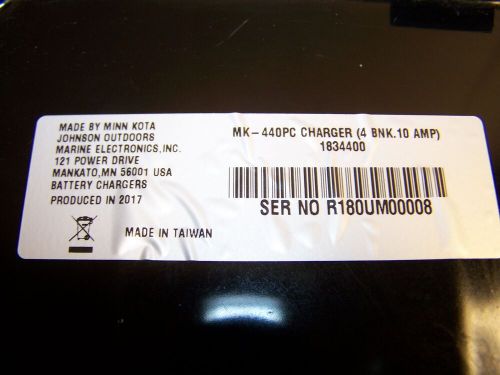 MADE BY MINN KOTA
JOHNSON OUTDOORS
MARINE ELECTRONICS,INC.
121 POWER DRIVE
MANKATO,MN 56001 USA
BATTERY CHARGERS
PRODUCED IN 2017
MADE IN TAIWAN
MK-440PC CHARGER (4 BNK.10 AMP)
1834400
SER NO R180UM00008